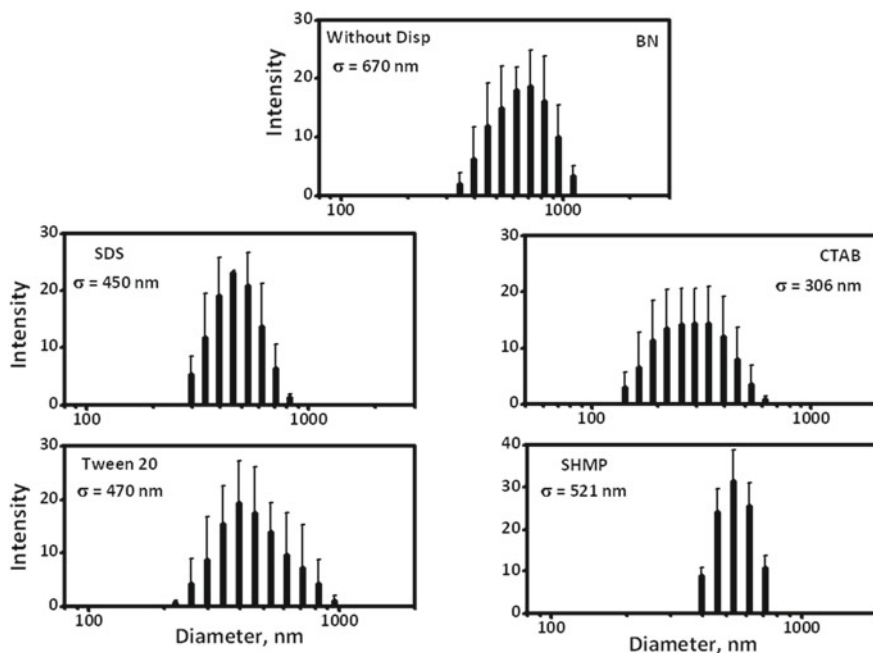 Without Disp
σ = 670 nm
BN
Intensity
30
20
10
0
100
1000
SDS
σ = 450 nm
Intensity
30
20
10
0
100
1000
CTAB
σ = 306 nm
30
20
10
0
100
1000
Tween 20
σ = 470 nm
Intensity
30
20
10
0
100
1000
Diameter, nm
SHMP
σ = 521 nm
40
30
20
10
0
100
1000
Diameter, nm